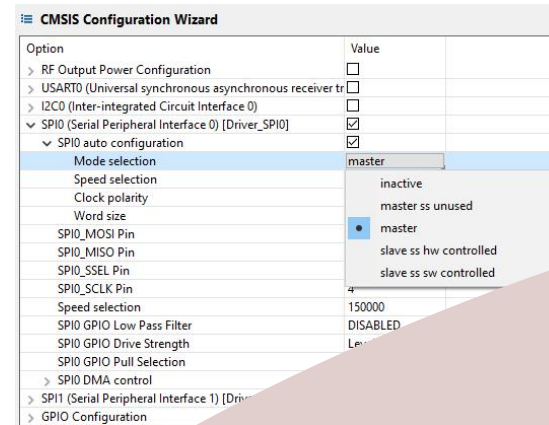 CMSIS Configuration Wizard
Option Value
RF Output Power Configuration
USART0 (Universal synchronous asynchronous receiver tr
I2C0 (Inter-integrated Circuit Interface 0)
SPI0 (Serial Peripheral Interface 0) [Driver_SPI0]
SPI0 auto configuration
Mode selection master
Speed selection
inactive
Clock polarity
master ss unused
Word size
master
SPI0_MOSI Pin
slave ss hw controlled
SPI0_MISO Pin
slave ss sw controlled
SPI0_SSEL Pin
SPI0_SCLK Pin 4
Speed selection 150000
SPI0 GPIO Low Pass Filter DISABLED
SPI0 GPIO Drive Strength
SPI0 GPIO Pull Selection
SPI0 DMA control
SPI1 (Serial Peripheral Interface 1)
GPIO Configuration